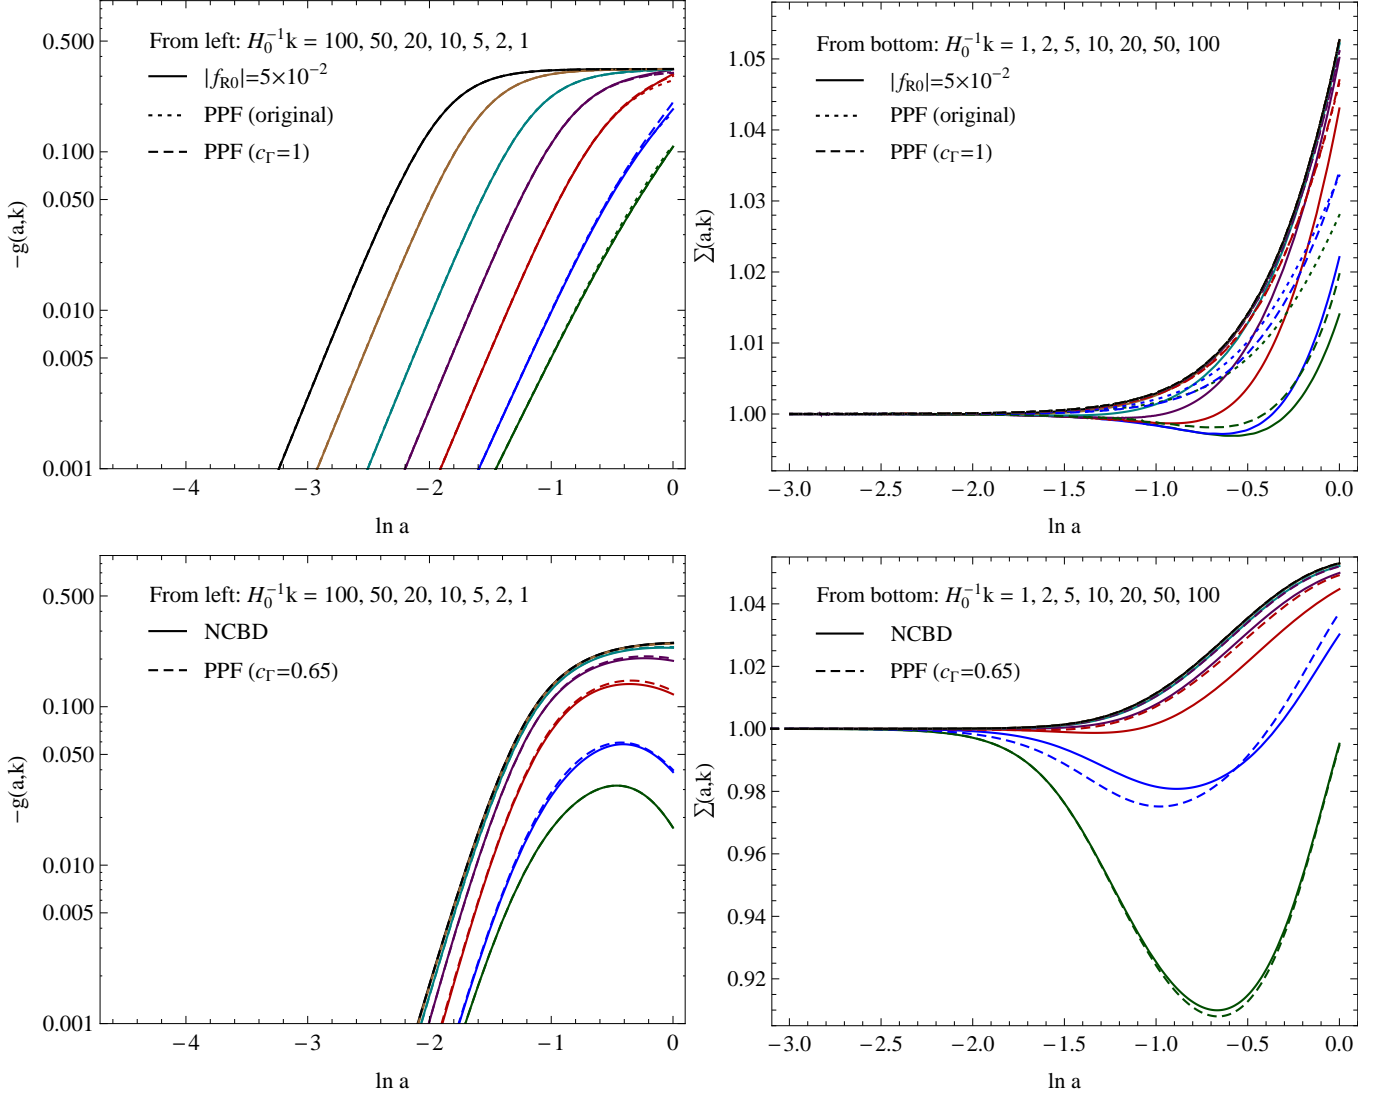 From left: H₀⁻¹k = 100, 50, 20, 10, 5, 2, 1
|f_R0|=5×10⁻²
PPF (original)
PPF (c_Γ=1)
0.500
0.100
0.050
0.010
0.005
0.001
−g(a,k)
−4 −3 −2 −1 0
ln a
From bottom: H₀⁻¹k = 1, 2, 5, 10, 20, 50, 100
|f_R0|=5×10⁻²
PPF (original)
PPF (c_Γ=1)
1.05
1.04
1.03
1.02
1.01
1.00
Σ(a,k)
−3.0 −2.5 −2.0 −1.5 −1.0 −0.5 0.0
ln a
From left: H₀⁻¹k = 100, 50, 20, 10, 5, 2, 1
NCBD
PPF (c_Γ=0.65)
0.500
0.100
0.050
0.010
0.005
0.001
−g(a,k)
−4 −3 −2 −1 0
ln a
From bottom: H₀⁻¹k = 1, 2, 5, 10, 20, 50, 100
NCBD
PPF (c_Γ=0.65)
1.04
1.02
1.00
0.98
0.96
0.94
0.92
Σ(a,k)
−3.0 −2.5 −2.0 −1.5 −1.0 −0.5 0.0
ln a